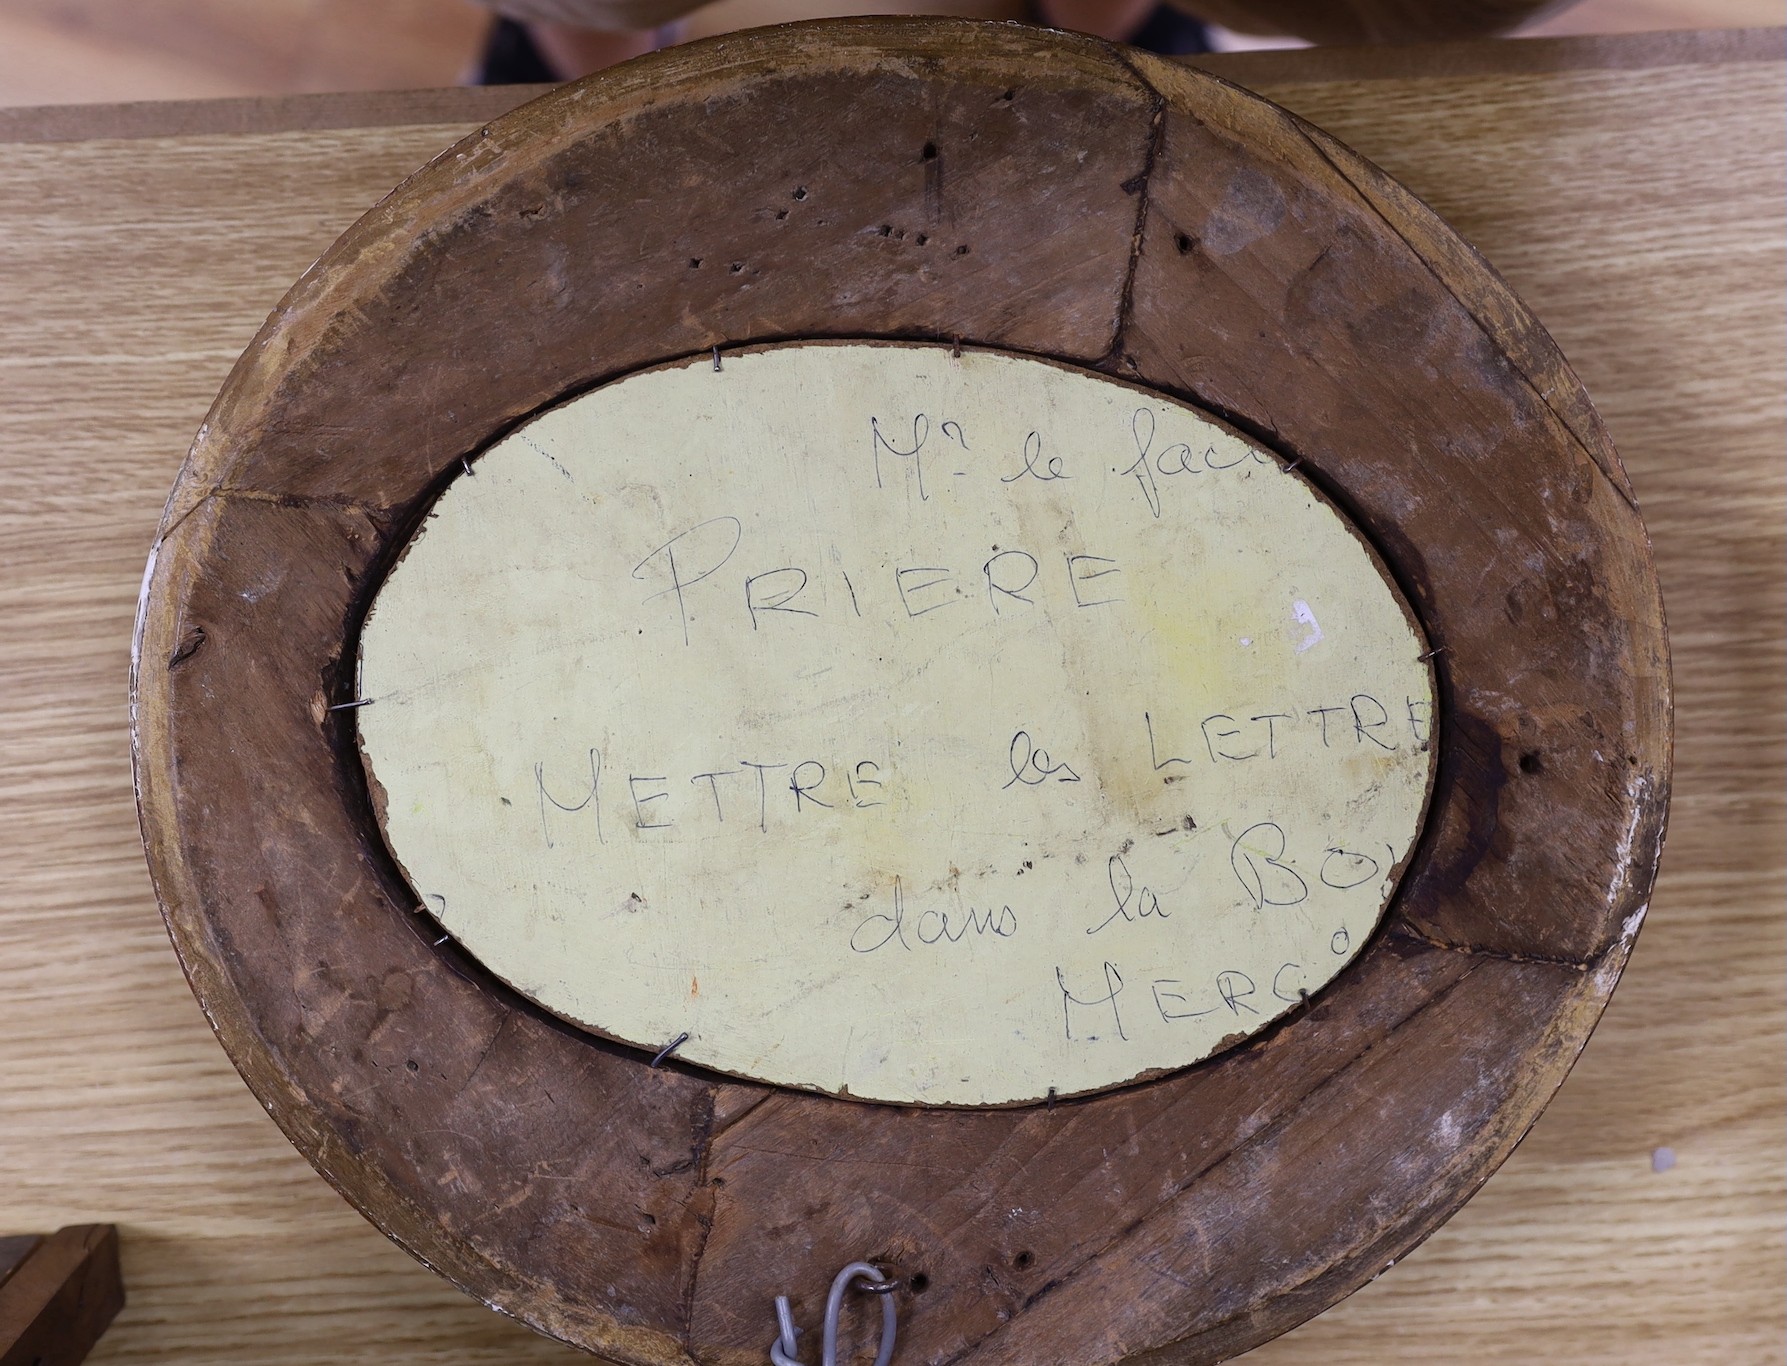 Mr le fac
PRIERE
METTRE les LETTRE
dans la BO
MERC